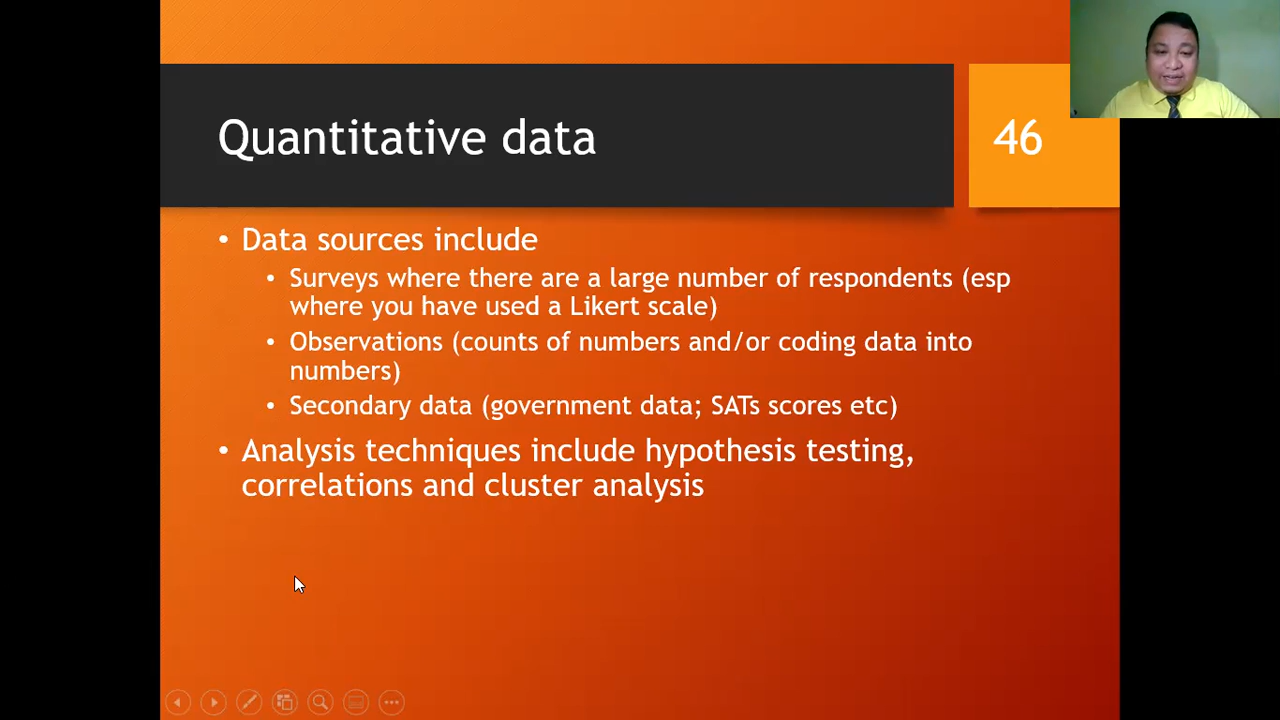 Quantitative data
46
• Data sources include
• Surveys where there are a large number of respondents (esp
where you have used a Likert scale)
• Observations (counts of numbers and/or coding data into
numbers)
• Secondary data (government data; SATs scores etc)
• Analysis techniques include hypothesis testing,
correlations and cluster analysis